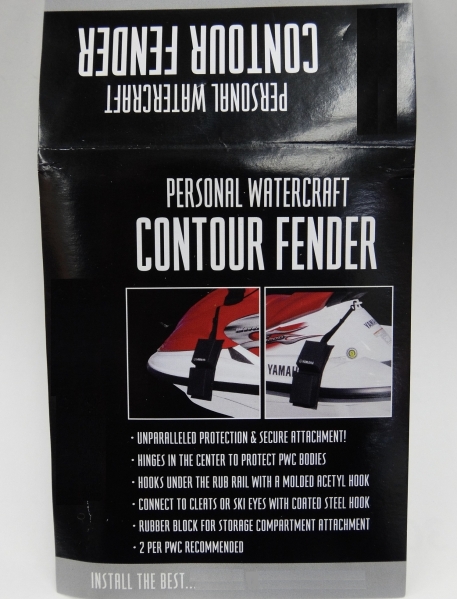 CONTOUR FENDER
PERSONAL WATERCRAFT
PERSONAL WATERCRAFT
CONTOUR FENDER
YAMAHA
YAMAHA
• UNPARALLELED PROTECTION & SECURE ATTACHMENT!
• HINGES IN THE CENTER TO PROTECT PWC BODIES
• HOOKS UNDER THE RUB RAIL WITH A MOLDED ACETYL HOOK
• CONNECT TO CLEATS OR SKI EYES WITH COATED STEEL HOOK
• RUBBER BLOCK FOR STORAGE COMPARTMENT ATTACHMENT
• 2 PER PWC RECOMMENDED
INSTALL THE BEST...